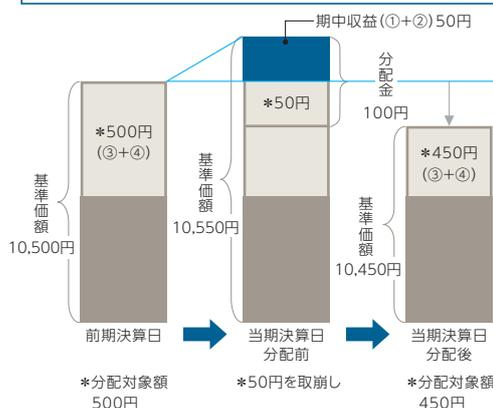 期中収益(①+②)50円
分配金
100円
*500円
(③+④)
*50円
*450円
(③+④)
基準価額
10,500円
基準価額
10,550円
基準価額
10,450円
前期決算日
当期決算日
分配前
当期決算日
分配後
*分配対象額
500円
*50円を取崩し
*分配対象額
450円